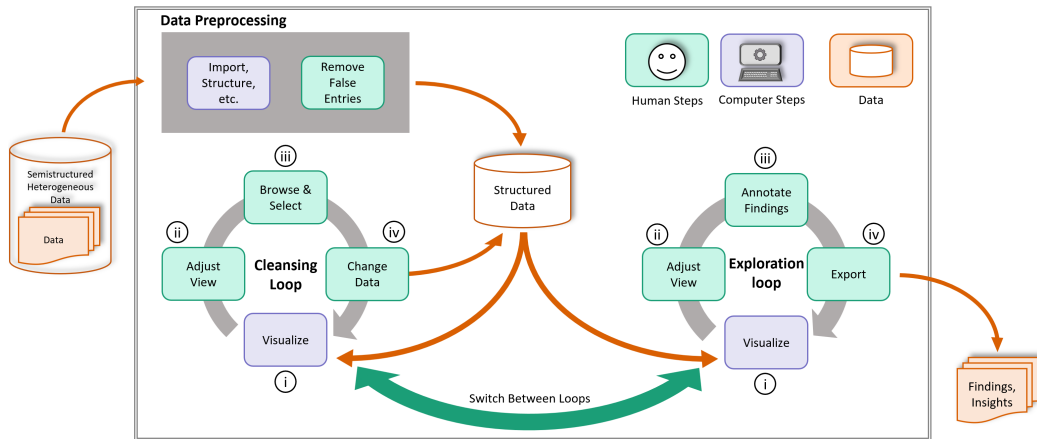 Data Preprocessing
Import,
Structure,
etc.
Remove
False
Entries
Human Steps
Computer Steps
Data
Semistructured
Heterogeneous
Data
Data
Structured
Data
iii
Browse &
Select
ii
Adjust
View
Cleansing
Loop
iv
Change
Data
Visualize
i
iii
Annotate
Findings
ii
Adjust
View
Exploration
loop
iv
Export
Visualize
i
Switch Between Loops
Findings,
Insights